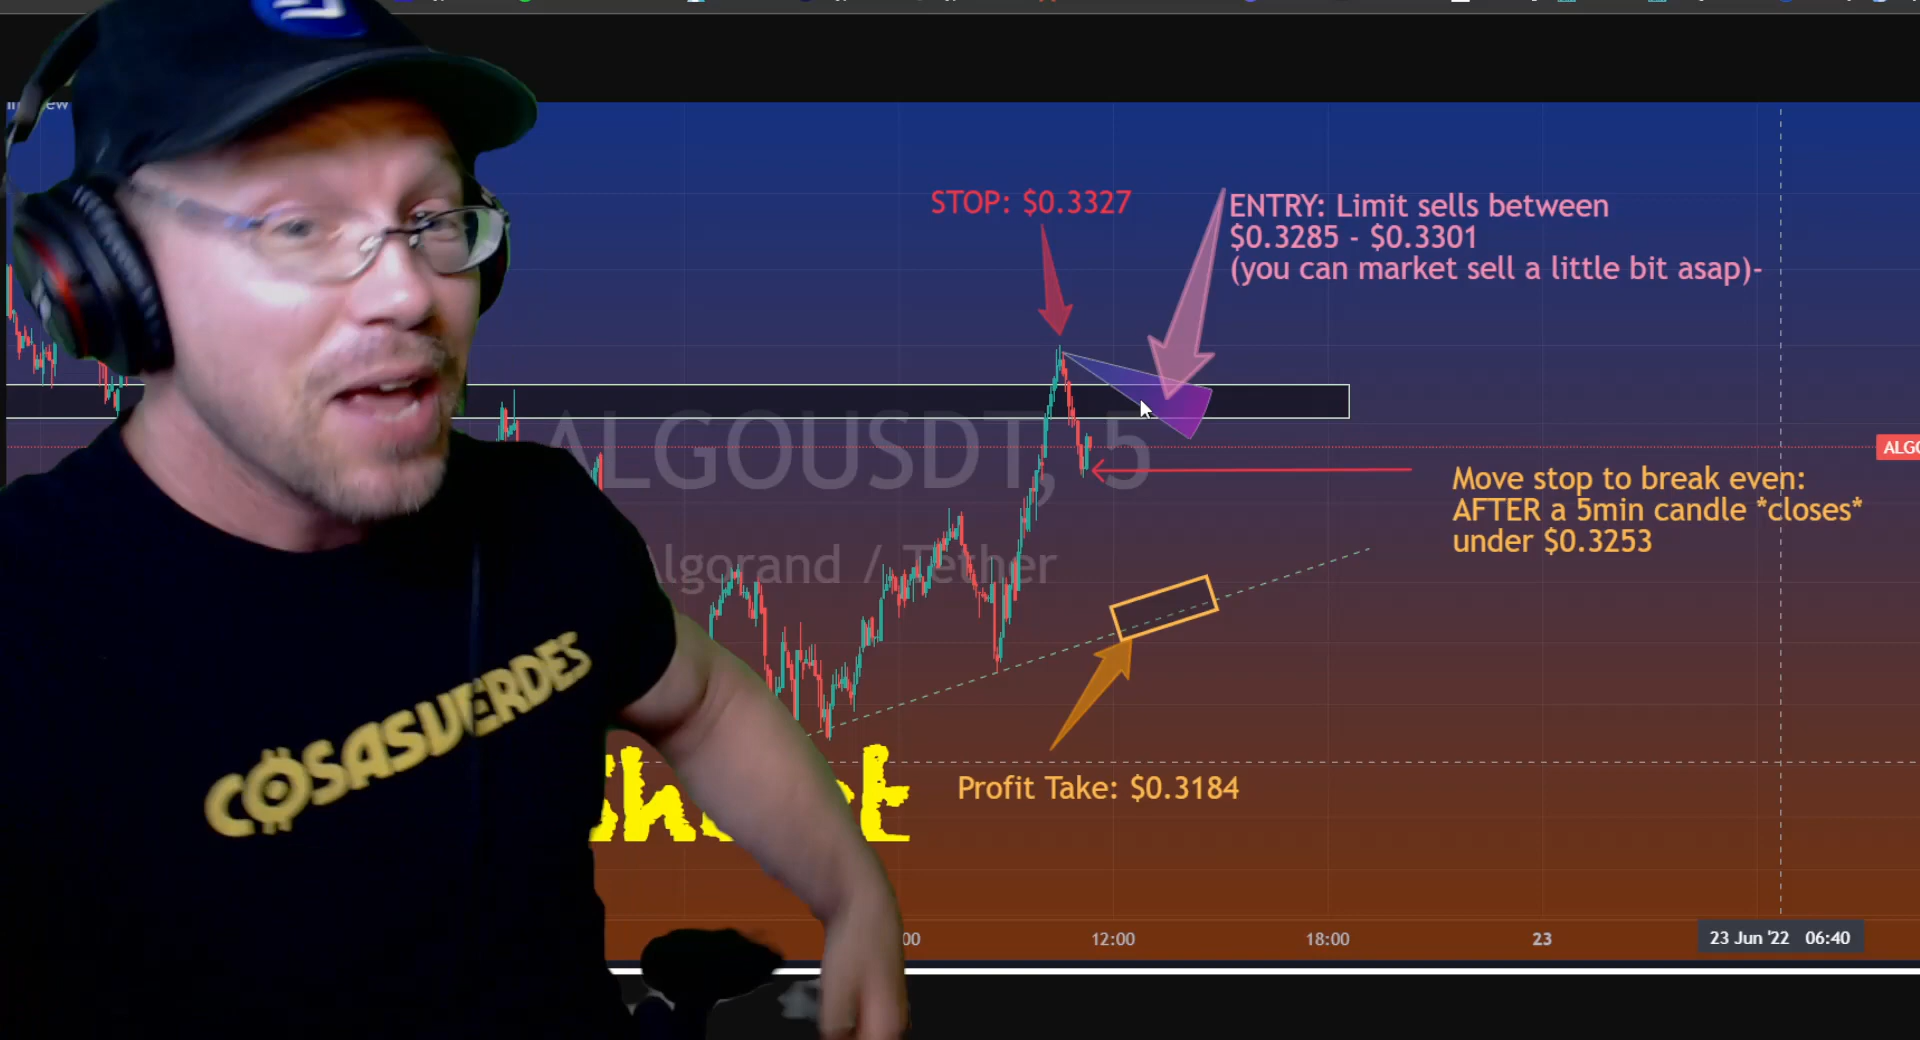 STOP: $0.3327
ENTRY: Limit sells between
$0.3285 - $0.3301
(you can market sell a little bit asap)-
ALGOUSDT, 5
Algorand / Tether
Move stop to break even:
AFTER a 5min candle *closes*
under $0.3253
Profit Take: $0.3184
COSASVERDES
12:00
18:00
23
23 Jun '22 06:40